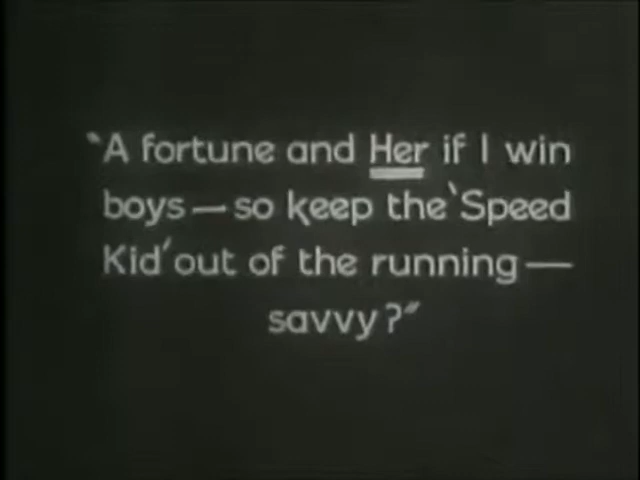 "A fortune and Her if I win
boys—so keep the 'Speed
Kid' out of the running—
savvy?"